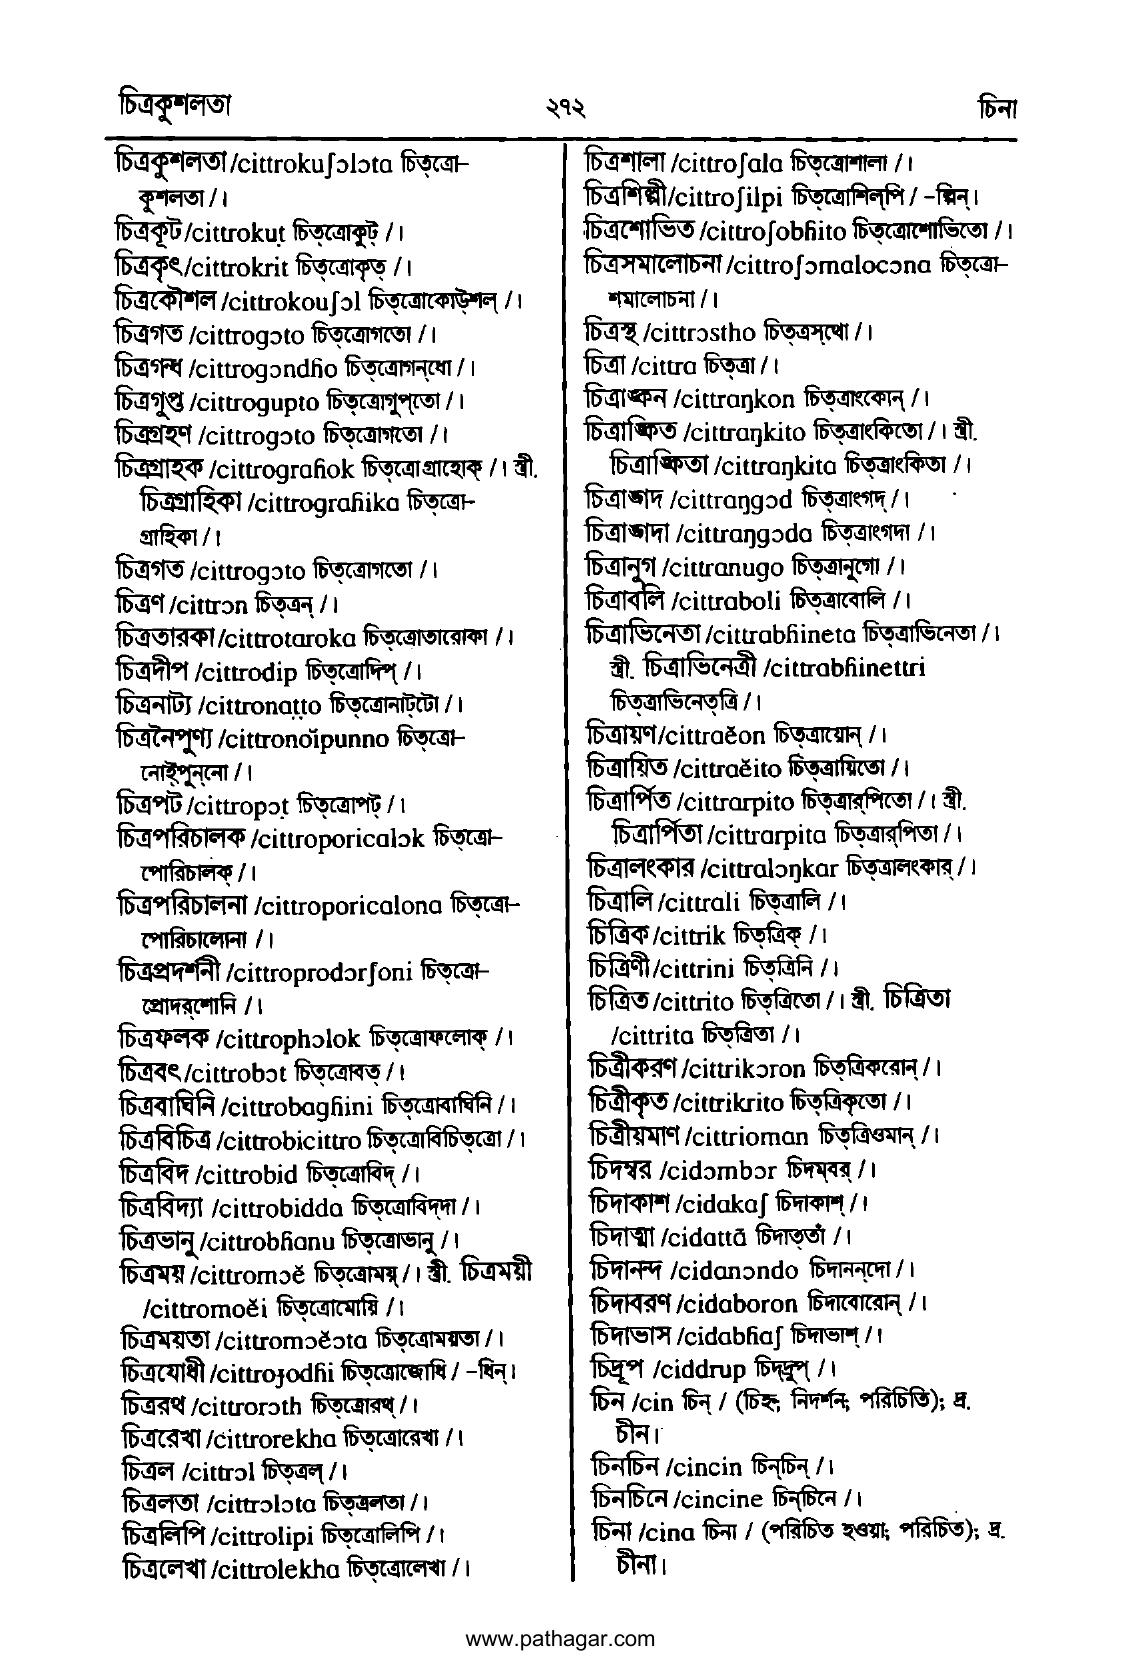 চিত্রকুশলতা ২৭২ চিনা
চিত্রকুশলতা /cittrokuʃɔlɔta চিত্‌ত্রো-
কূশলতা / ।
চিত্রকূট /cittrokuṭ চিত্‌ত্রোকুট্‌ / ।
চিত্রকৃৎ /cittrokrit চিত্‌ত্রোকৃত্‌ / ।
চিত্রকৌশল /cittrokouʃɔl চিত্‌ত্রোকোউ্‌শল্‌ / ।
চিত্রগত /cittrogɔto চিত্‌ত্রোগতো / ।
চিত্রগন্ধ /cittrogɔndɦo চিত্‌ত্রোগন্‌ধো / ।
চিত্রগুপ্ত /cittrogupto চিত্‌ত্রোগুপ্‌তো / ।
চিত্রগ্রহণ /cittrogɔto চিত্‌ত্রোগতো / ।
চিত্রগ্রাহক /cittrograɦok চিত্‌ত্রোগ্রাহোক্‌ / । স্ত্রী.
চিত্রগ্রাহিকা /cittrograɦika চিত্‌ত্রো-
গ্রাহিকা / ।
চিত্রগত /cittrogɔto চিত্‌ত্রোগতো / ।
চিত্রণ /cittrɔn চিত্‌ত্রন্‌ / ।
চিত্রতারকা /cittrotaroka চিত্‌ত্রোতারোকা / ।
চিত্রদীপ /cittrodip চিত্‌ত্রোদিপ্‌ / ।
চিত্রনাট্য /cittronaṭṭo চিত্‌ত্রোনাট্‌টো / ।
চিত্রনৈপুণ্য /cittronoĭpunno চিত্‌ত্রো-
নোই্‌পুন্‌নো / ।
চিত্রপট /cittropɔṭ চিত্‌ত্রোপট্‌ / ।
চিত্রপরিচালক /cittroporicalɔk চিত্‌ত্রো-
পোরিচালক্‌ / ।
চিত্রপরিচালনা /cittroporicalona চিত্‌ত্রো-
পোরিচালোনা / ।
চিত্রপ্রদর্শনী /cittroprodɔrʃoni চিত্‌ত্রো-
প্রোদর্‌শোনি / ।
চিত্রফলক /cittrophɔlok চিত্‌ত্রোফলোক্‌ / ।
চিত্রবৎ /cittrobɔt চিত্‌ত্রোবত্‌ / ।
চিত্রবাঘিনি /cittrobagɦini চিত্‌ত্রোবাঘিনি / ।
চিত্রবিচিত্র /cittrobicittro চিত্‌ত্রোবিচিত্‌ত্রো / ।
চিত্রবিদ /cittrobid চিত্‌ত্রোবিদ্‌ / ।
চিত্রবিদ্যা /cittrobidda চিত্‌ত্রোবিদ্‌দা / ।
চিত্রভানু /cittrobɦanu চিত্‌ত্রোভানু / ।
চিত্রময় /cittromɔĕ চিত্‌ত্রোময়্‌ / । স্ত্রী. চিত্রময়ী
/cittromoĕi চিত্‌ত্রোমোয়ি / ।
চিত্রময়তা /cittromɔĕɔta চিত্‌ত্রোময়তা / ।
চিত্রযোধী /cittroɟodɦi চিত্‌ত্রোজোধি / -ধিন্‌ ।
চিত্ররথ /cittrorɔth চিত্‌ত্রোরথ্‌ / ।
চিত্ররেখা /cittrorekha চিত্‌ত্রোরেখা / ।
চিত্রল /cittrɔl চিত্‌ত্রল্‌ / ।
চিত্রলতা /cittrɔlɔta চিত্‌ত্রলতা / ।
চিত্রলিপি /cittrolipi চিত্‌ত্রোলিপি / ।
চিত্রলেখা /cittrolekha চিত্‌ত্রোলেখা / ।
চিত্রশালা /cittroʃala চিত্‌ত্রোশালা / ।
চিত্রশিল্পী /cittroʃilpi চিত্‌ত্রোশিল্‌পি / -ল্পিন্‌ ।
চিত্রশোভিত /cittroʃobɦito চিত্‌ত্রোশোভিতো / ।
চিত্রসমালোচনা /cittroʃɔmalocɔna চিত্‌ত্রো-
শমালোচনা / ।
চিত্রস্থ /cittrɔstho চিত্‌ত্রস্‌থো / ।
চিত্রা /cittra চিত্‌ত্রা / ।
চিত্রাঙ্কন /cittraŋkon চিত্‌ত্রাংকোন্‌ / ।
চিত্রাঙ্কিত /cittraŋkito চিত্‌ত্রাংকিতো / । স্ত্রী.
চিত্রাঙ্কিতা /cittraŋkita চিত্‌ত্রাংকিতা / ।
চিত্রাঙ্গদ /cittraŋgɔd চিত্‌ত্রাংগদ্‌ / ।
চিত্রাঙ্গদা /cittraŋgɔda চিত্‌ত্রাংগদা / ।
চিত্রানুগ /cittranugo চিত্‌ত্রানুগো / ।
চিত্রাবলি /cittraboli চিত্‌ত্রাবোলি / ।
চিত্রাভিনেতা /cittrabɦineta চিত্‌ত্রাভিনেতা / ।
স্ত্রী. চিত্রাভিনেত্রী /cittrabɦinettri
চিত্‌ত্রাভিনেত্‌ত্রি / ।
চিত্রায়ণ /cittraĕon চিত্‌ত্রায়োন্‌ / ।
চিত্রায়িত /cittraĕito চিত্‌ত্রায়িতো / ।
চিত্রার্পিত /cittrarpito চিত্‌ত্রার্‌পিতো / । স্ত্রী.
চিত্রার্পিতা /cittrarpita চিত্‌ত্রার্‌পিতা / ।
চিত্রালংকার /cittralɔŋkar চিত্‌ত্রালংকার্‌ / ।
চিত্রালি /cittrali চিত্‌ত্রালি / ।
চিত্রিক /cittrik চিত্‌ত্রিক্‌ / ।
চিত্রিণী /cittrini চিত্‌ত্রিনি / ।
চিত্রিত /cittrito চিত্‌ত্রিতো / । স্ত্রী. চিত্রিতা
/cittrita চিত্‌ত্রিতা / ।
চিত্রীকরণ /cittrikɔron চিত্‌ত্রিকরোন্‌ / ।
চিত্রীকৃত /cittrikrito চিত্‌ত্রিকৃতো / ।
চিত্রীয়মাণ /cittrioman চিত্‌ত্রিওমান্‌ / ।
চিদম্বর /cidɔmbɔr চিদম্‌বর্‌ / ।
চিদাকাশ /cidakaʃ চিদাকাশ্‌ / ।
চিদাত্মা /cidattã চিদাত্‌তাঁ / ।
চিদানন্দ /cidanɔndo চিদানন্‌দো / ।
চিদাবরণ /cidaboron চিদাবোরোন্‌ / ।
চিদাভাস /cidabɦaʃ চিদাভাশ্‌ / ।
চিদ্রূপ /ciddrup চিদ্‌দ্রুপ্‌ / ।
চিন /cin চিন্‌ / (চিহ্ন; নিদর্শন; পরিচিতি); দ্র.
চীন।
চিনচিন /cincin চিন্‌চিন্‌ / ।
চিনচিনে /cincine চিন্‌চিনে / ।
চিনা /cina চিনা / (পরিচিত হওয়া; পরিচিত); দ্র.
চীনা।
www.pathagar.com